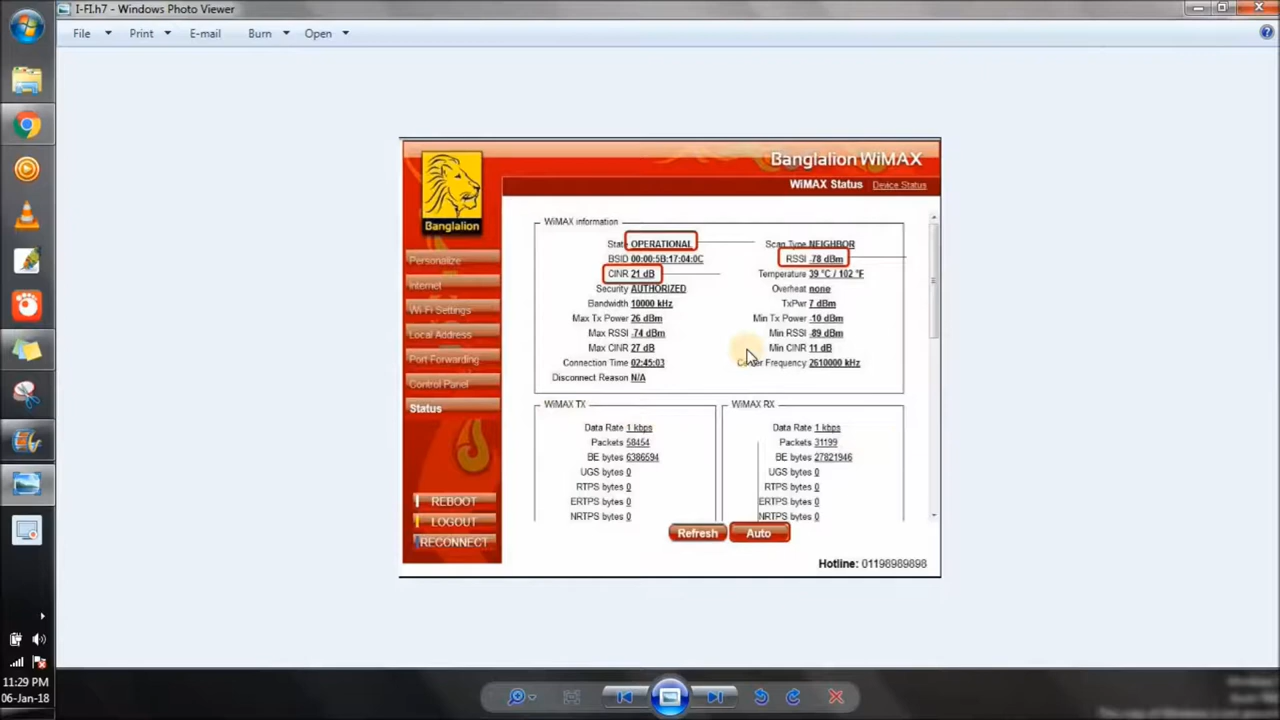 I-FI.h7 - Windows Photo Viewer
File Print E-mail Burn Open
Banglalion WiMAX
WiMAX Status Device Status
Banglalion
Personalize
Internet
Wi-Fi Settings
Local Address
Port Forwarding
Control Panel
Status
REBOOT
LOGOUT
RECONNECT
WiMAX information
State OPERATIONAL Scan Type NEIGHBOR
BSID 00:00:5B:17:04:0C RSSI -78 dBm
CINR 21 dB Temperature 39 °C / 102 °F
Security AUTHORIZED Overheat none
Bandwidth 10000 kHz TxPwr 7 dBm
Max Tx Power 26 dBm Min Tx Power -10 dBm
Max RSSI -74 dBm Min RSSI -89 dBm
Max CINR 27 dB Min CINR 11 dB
Connection Time 02:45:03 Frequency 2610000 kHz
Disconnect Reason N/A
WiMAX TX WiMAX RX
Data Rate 1 kbps Data Rate 1 kbps
Packets 58454 Packets 31199
BE bytes 6386594 BE bytes 27821946
UGS bytes 0 UGS bytes 0
RTPS bytes 0 RTPS bytes 0
ERTPS bytes 0 ERTPS bytes 0
NRTPS bytes 0 NRTPS bytes 0
Refresh Auto
Hotline: 01198989898
11:29 PM
06-Jan-18